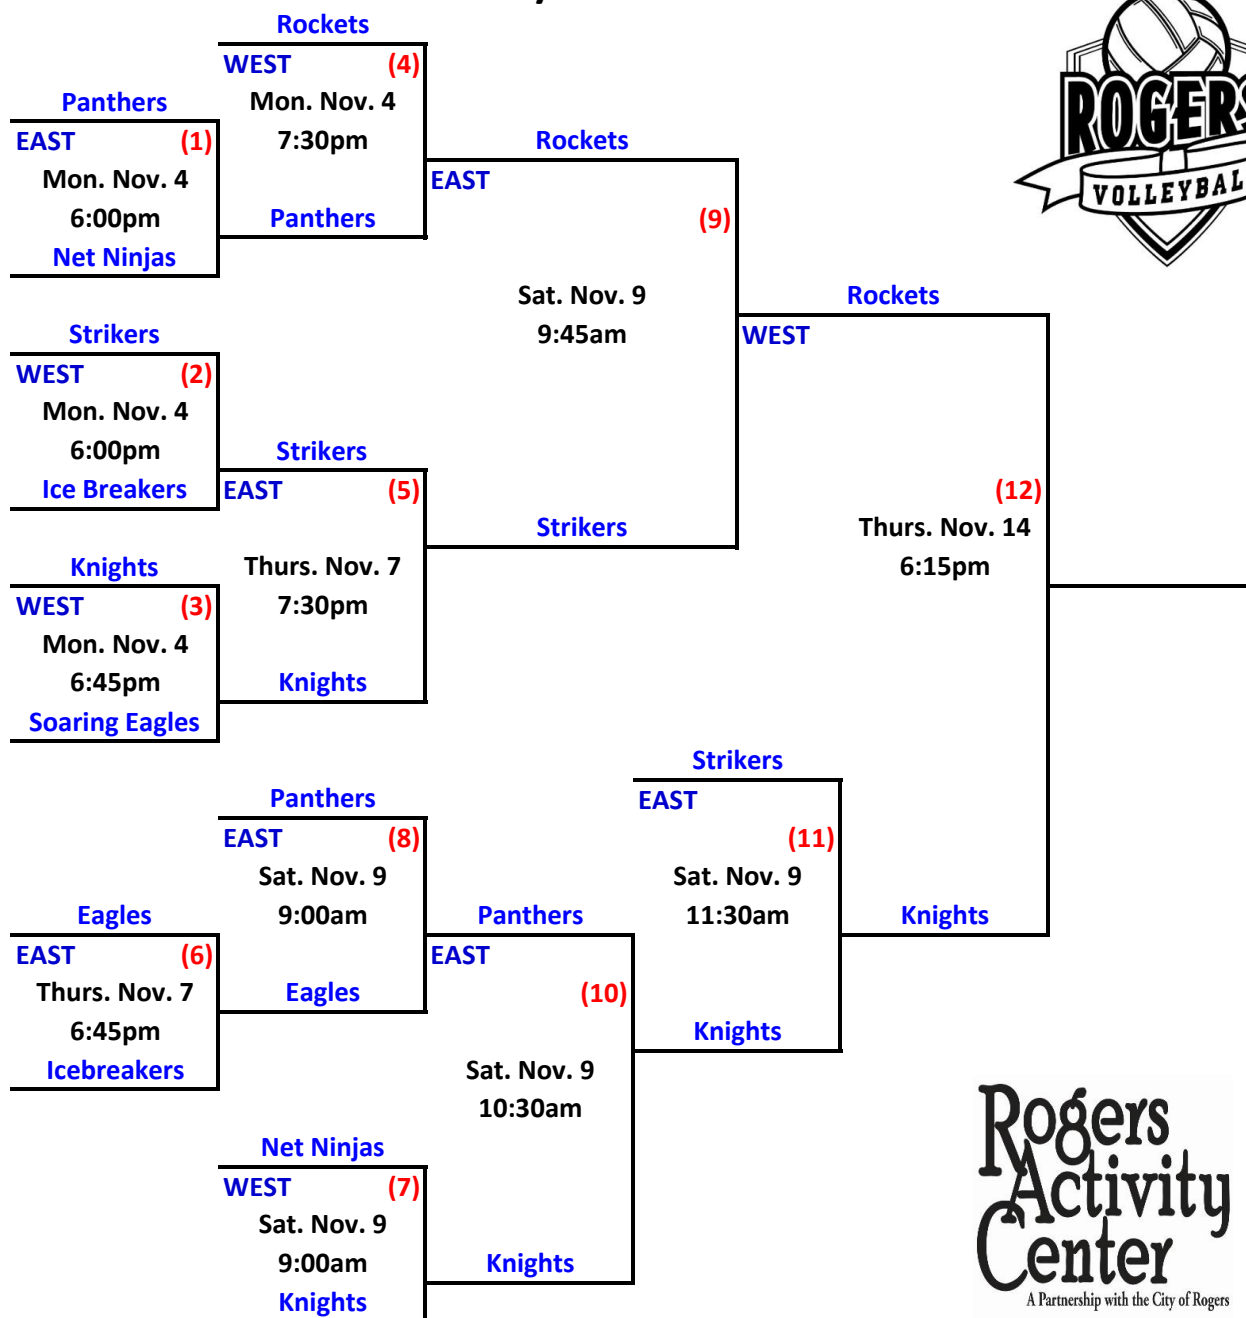 Rockets
WEST (4)
Mon. Nov. 4
7:30pm
Panthers
Panthers
EAST (1)
Mon. Nov. 4
6:00pm
Net Ninjas
Rockets
EAST
(9)
Sat. Nov. 9
9:45am
Strikers
WEST (2)
Mon. Nov. 4
6:00pm
Ice Breakers
Strikers
EAST (5)
Thurs. Nov. 7
7:30pm
Knights
Strikers
Knights
WEST (3)
Mon. Nov. 4
6:45pm
Soaring Eagles
Rockets
WEST
(12)
Thurs. Nov. 14
6:15pm
Strikers
EAST
(11)
Sat. Nov. 9
11:30am
Knights
Knights
Panthers
EAST (8)
Sat. Nov. 9
9:00am
Eagles
Eagles
EAST (6)
Thurs. Nov. 7
6:45pm
Icebreakers
Panthers
EAST
(10)
Sat. Nov. 9
10:30am
Knights
Net Ninjas
WEST (7)
Sat. Nov. 9
9:00am
Knights
ROGERS
VOLLEYBAL
Rogers
Activity
Center
A Partnership with the City of Rogers